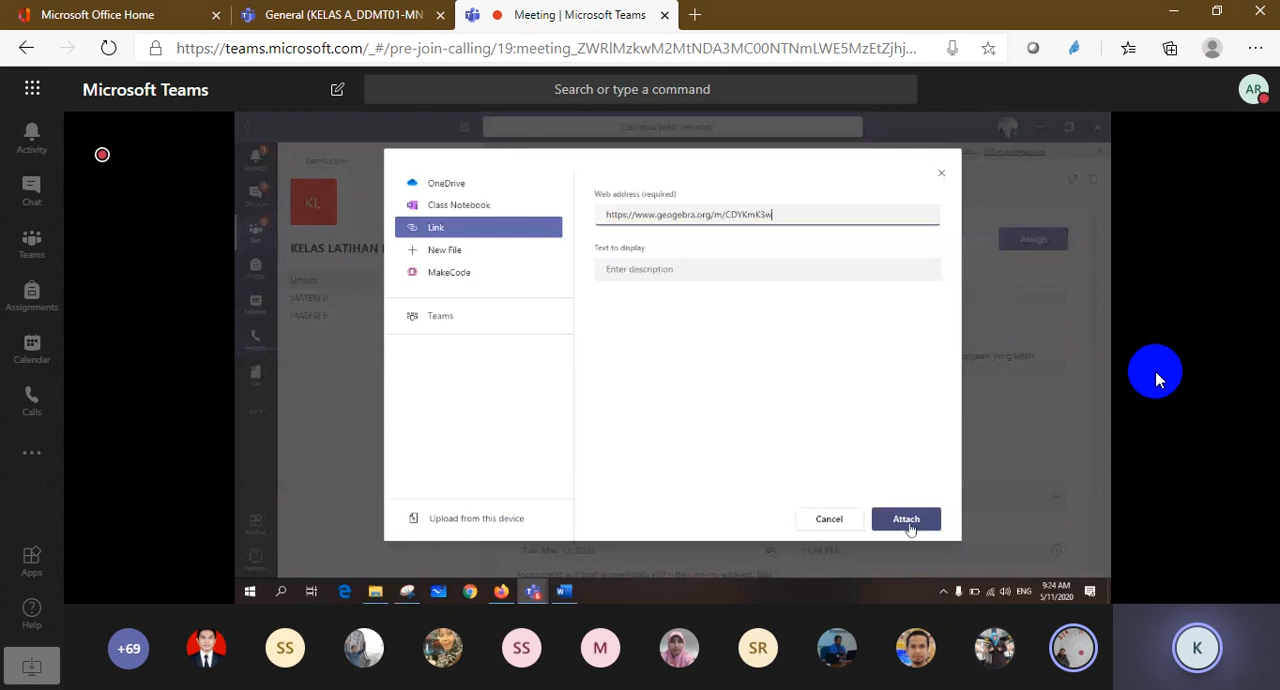 Microsoft Office Home
General (KELAS A_DDMT01-MN
Meeting | Microsoft Teams
https://teams.microsoft.com/_#/pre-join-calling/19:meeting_ZWRlMzkwM2MtNDA3MC00NTNmLWE5MzEtZjhj...
Microsoft Teams
Search or type a command
AR
Activity
Chat
Teams
Assignments
Calendar
Calls
Apps
Help
KL
KELAS LATIHAN
Assign
OneDrive
Class Notebook
Link
New File
MakeCode
Teams
Upload from this device
Web address (required)
https://www.geogebra.org/m/CDYKmK3w
Text to display
Enter description
Cancel
Attach
11:59 PM
ENG
9:24 AM
5/11/2020
+69
SS
SS
M
SR
K